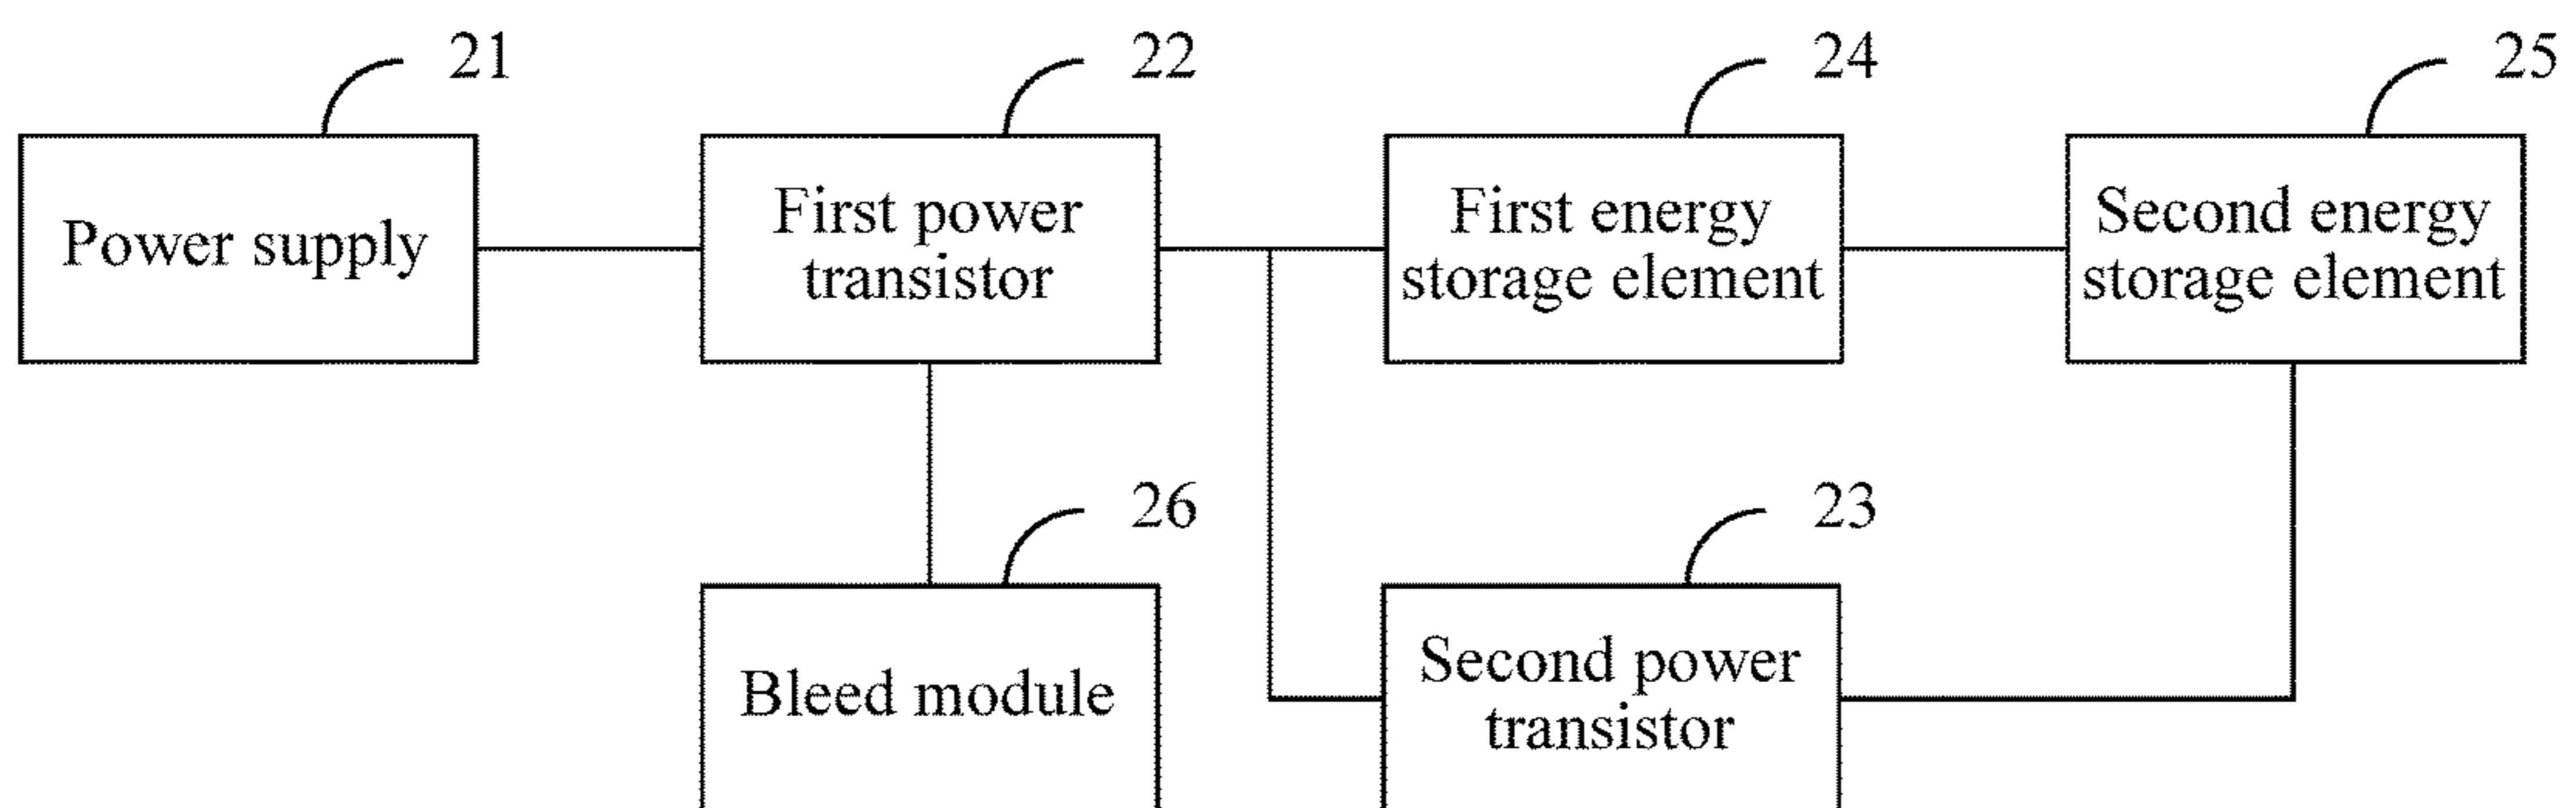 21
22
24
25
Power supply
First power
transistor
First energy
storage element
Second energy
storage element
26
23
Bleed module
Second power
transistor